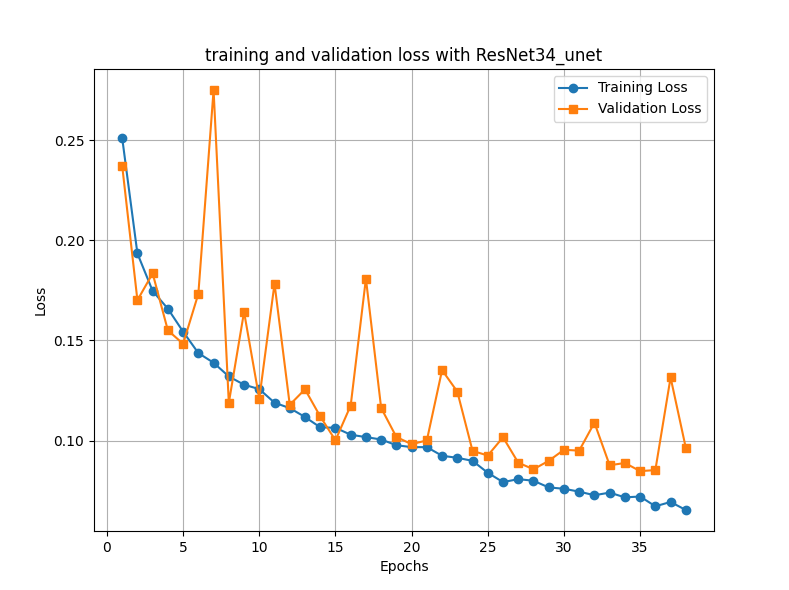 training and validation loss with ResNet34_unet
Training Loss
Validation Loss
0.25
0.20
0.15
0.10
Loss
0 5 10 15 20 25 30 35
Epochs